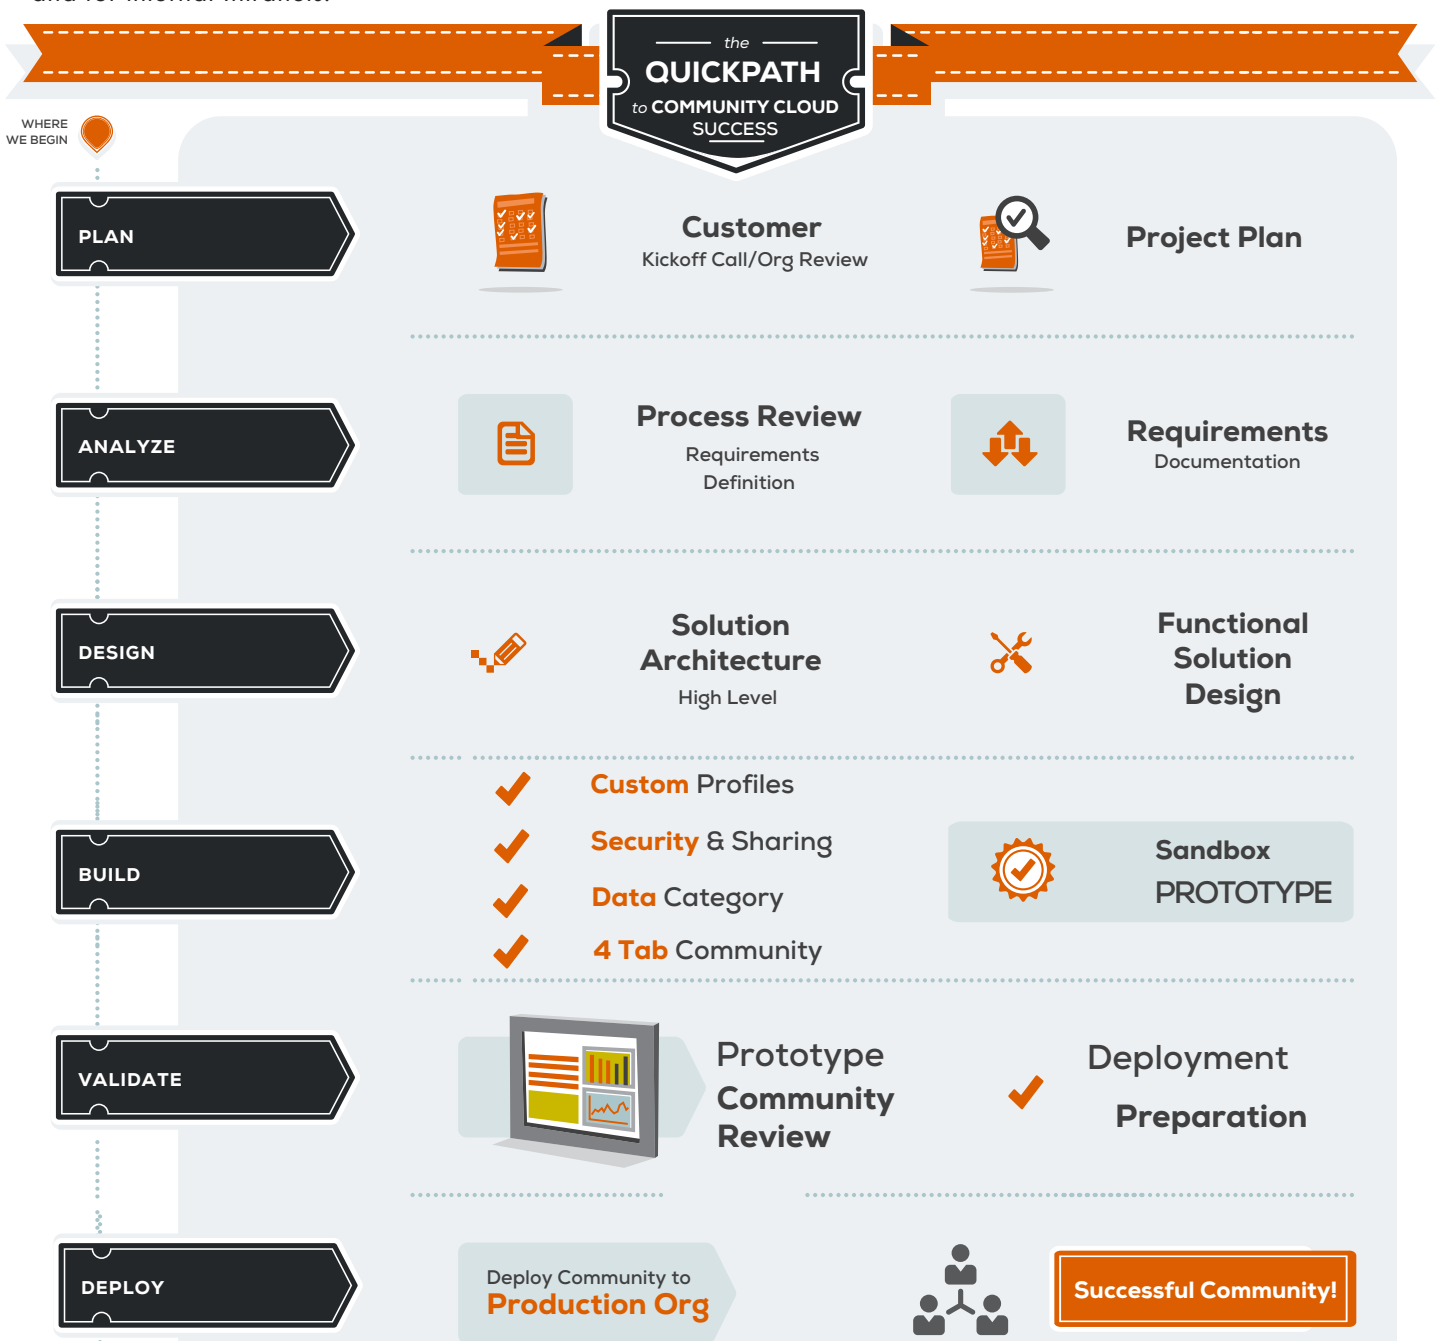 the
QUICKPATH
to COMMUNITY CLOUD
SUCCESS
WHERE
WE BEGIN
PLAN
Customer
Kickoff Call/Org Review
Project Plan
ANALYZE
Process Review
Requirements
Definition
Requirements
Documentation
DESIGN
Solution
Architecture
High Level
Functional
Solution
Design
BUILD
Custom Profiles
Security & Sharing
Data Category
4 Tab Community
Sandbox
PROTOTYPE
VALIDATE
Prototype
Community
Review
Deployment
Preparation
DEPLOY
Deploy Community to
Production Org
Successful Community!